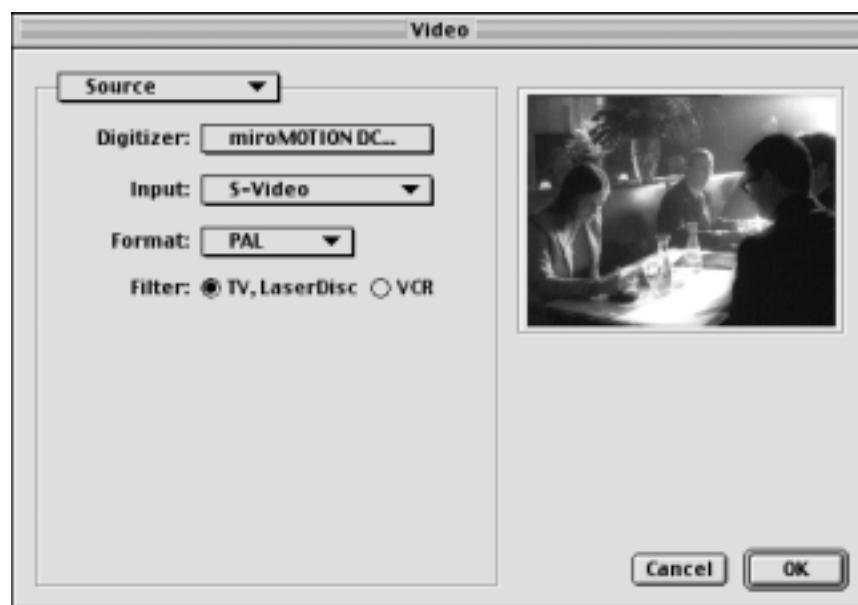 Video
Source
Digitizer: miroMOTION DC...
Input: S-Video
Format: PAL
Filter: TV, LaserDisc VCR
Cancel OK